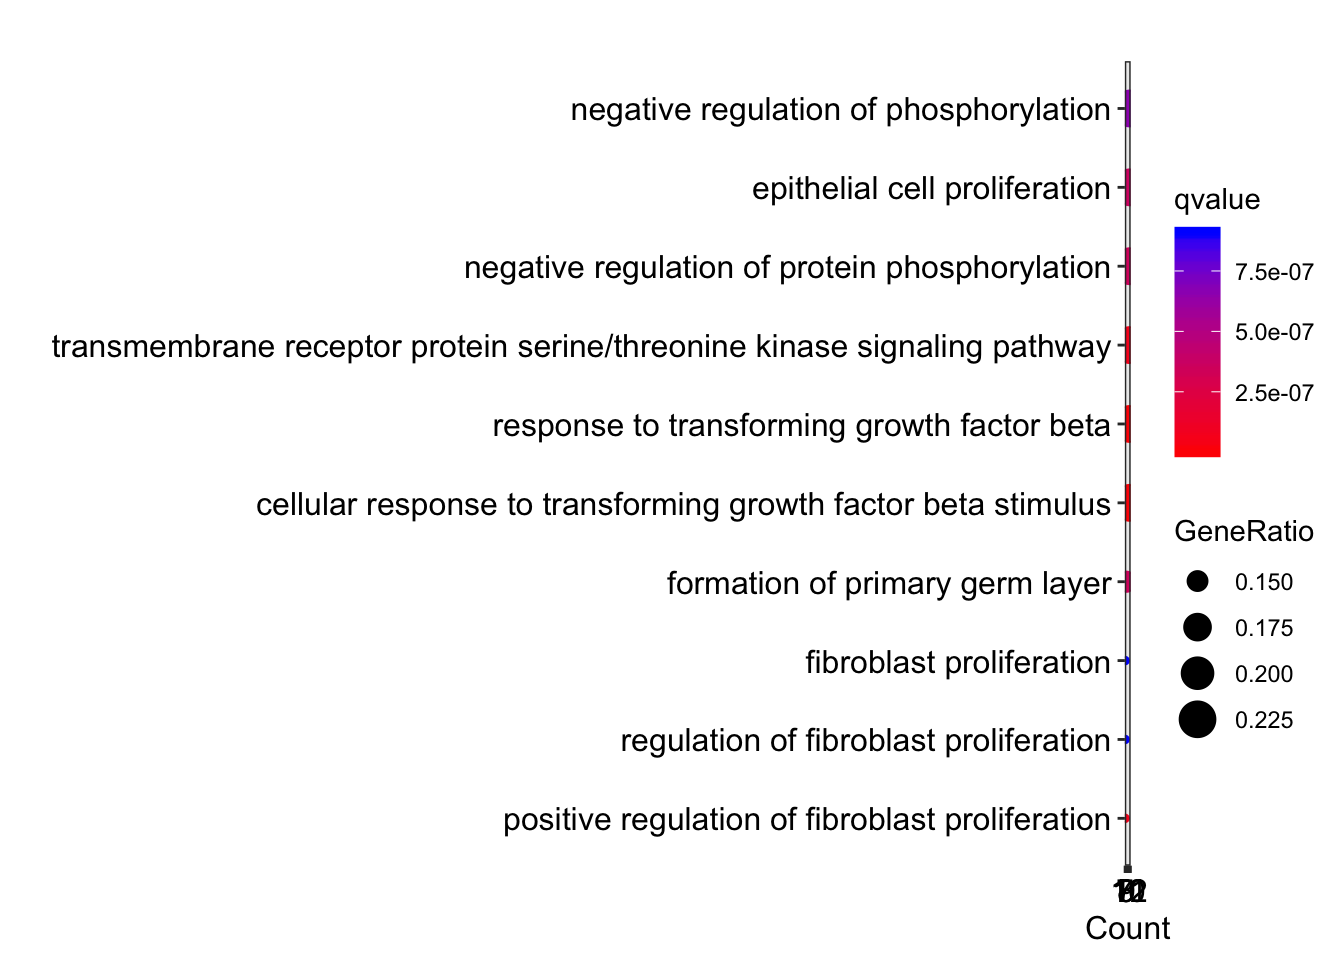 negative regulation of phosphorylation
epithelial cell proliferation
negative regulation of protein phosphorylation
transmembrane receptor protein serine/threonine kinase signaling pathway
response to transforming growth factor beta
cellular response to transforming growth factor beta stimulus
formation of primary germ layer
fibroblast proliferation
regulation of fibroblast proliferation
positive regulation of fibroblast proliferation
Count
qvalue
7.5e-07
5.0e-07
2.5e-07
GeneRatio
0.150
0.175
0.200
0.225